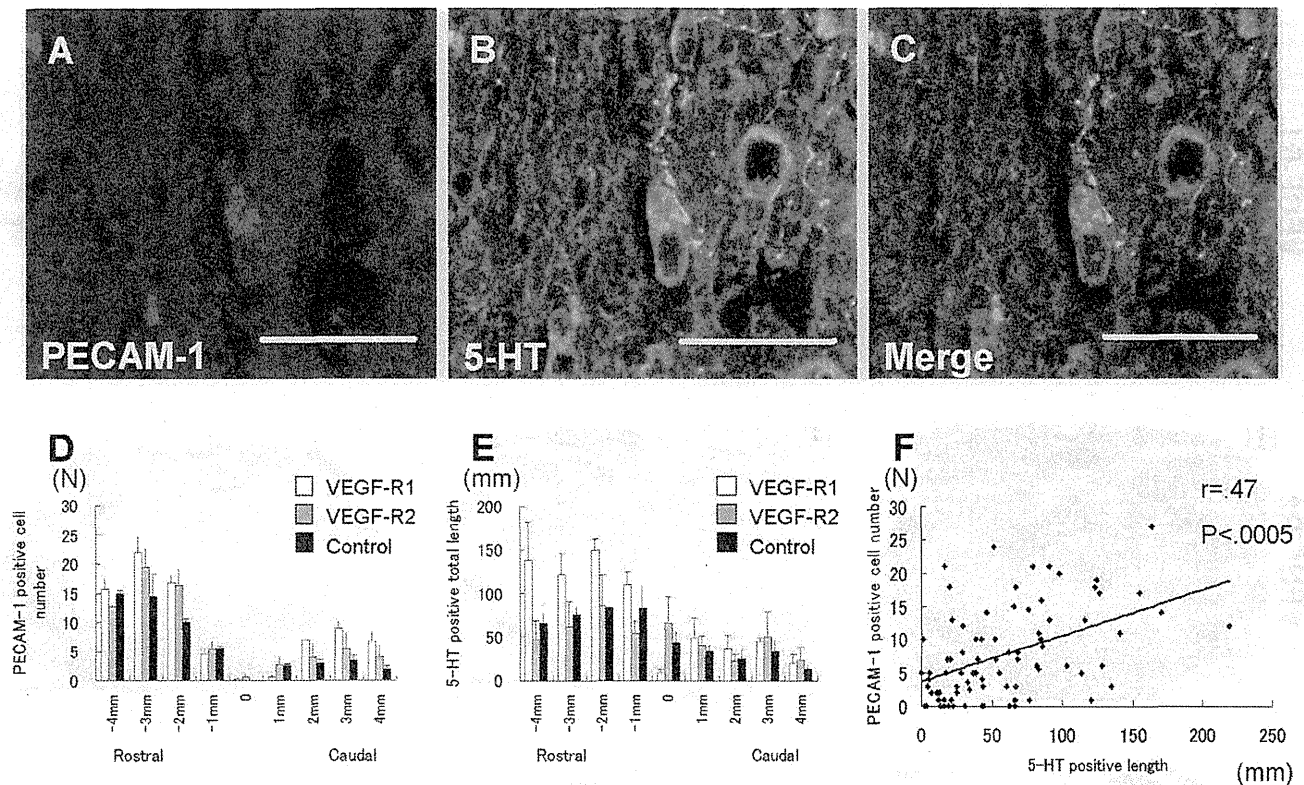 A
PECAM-1
B
5-HT
C
Merge
D
(N)
PECAM-1 positive cell number
30
25
20
15
10
5
0
VEGF-R1
VEGF-R2
Control
-4mm
-3mm
-2mm
-1mm
0
1mm
2mm
3mm
4mm
Rostral
Caudal
E
(mm)
5-HT positive total length
200
150
100
50
0
VEGF-R1
VEGF-R2
Control
-4mm
-3mm
-2mm
-1mm
0
1mm
2mm
3mm
4mm
Rostral
Caudal
F
(N)
PECAM-1 positive cell number
30
25
20
15
10
5
0
r=.47
P<.0005
0
50
100
150
200
250
5-HT positive length
(mm)